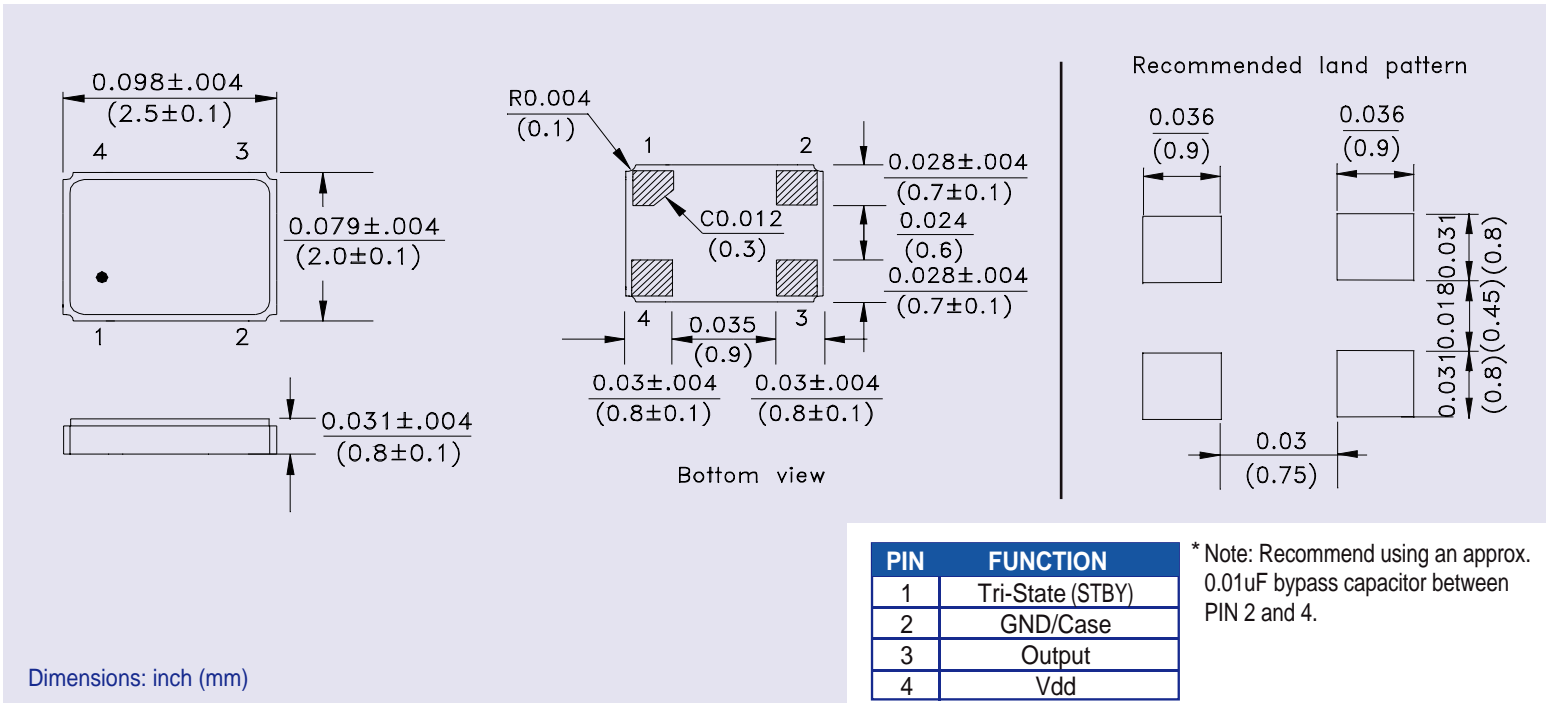 0.098±.004
(2.5±0.1)
4 3
0.079±.004
(2.0±0.1)
1 2
0.031±.004
(0.8±0.1)
R0.004
(0.1)
1 2
0.028±.004
(0.7±0.1)
C0.012
(0.3)
0.024
(0.6)
0.028±.004
(0.7±0.1)
4 3
0.035
(0.9)
0.03±.004
(0.8±0.1)
0.03±.004
(0.8±0.1)
Bottom view
Recommended land pattern
0.036
(0.9)
0.036
(0.9)
0.031
(0.8)
0.018
(0.45)
0.031
(0.8)
0.03
(0.75)
PIN FUNCTION
1 Tri-State (STBY)
2 GND/Case
3 Output
4 Vdd
* Note: Recommend using an approx.
0.01uF bypass capacitor between
PIN 2 and 4.
Dimensions: inch (mm)